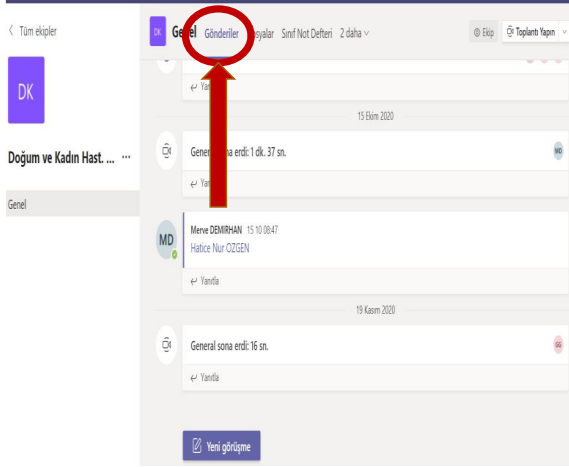 Tüm ekipler
DK
Doğum ve Kadın Hast. ... ...
Genel
DK
Gönderiler
Sınıf Not Defteri
2 daha
Ekip
Toplantı Yapın
15 Ekim 2020
sona erdi: 1 dk. 37 sn.
MD
MD
Merve DEMIRHAN 15 10 08:47
Hatice Nur OZGEN
Yanıtla
19 Kasım 2020
General sona erdi: 16 sn.
GG
Yanıtla
Yeni görüşme